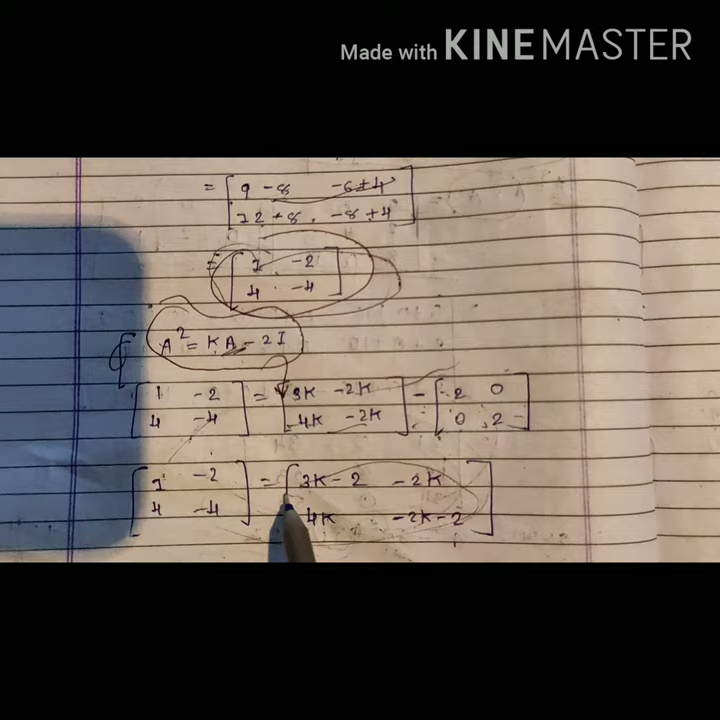 Made with KINEMASTER
= [ 9 - 8   -6+4
12 - 8 . -8+4 ]
= [ 1   -2
4 . -4 ]
A² = KA - 2I
[ 1   -2 ] = [ 3K   -2K ] - [ 2   0 ]
[ 4   -4 ]   [ 4K   -2K ]   [ 0   2 ]
[ 1   -2 ] = [ 3K - 2   -2K ]
[ 4   -4 ]   [ 4K   -2K - 2 ]